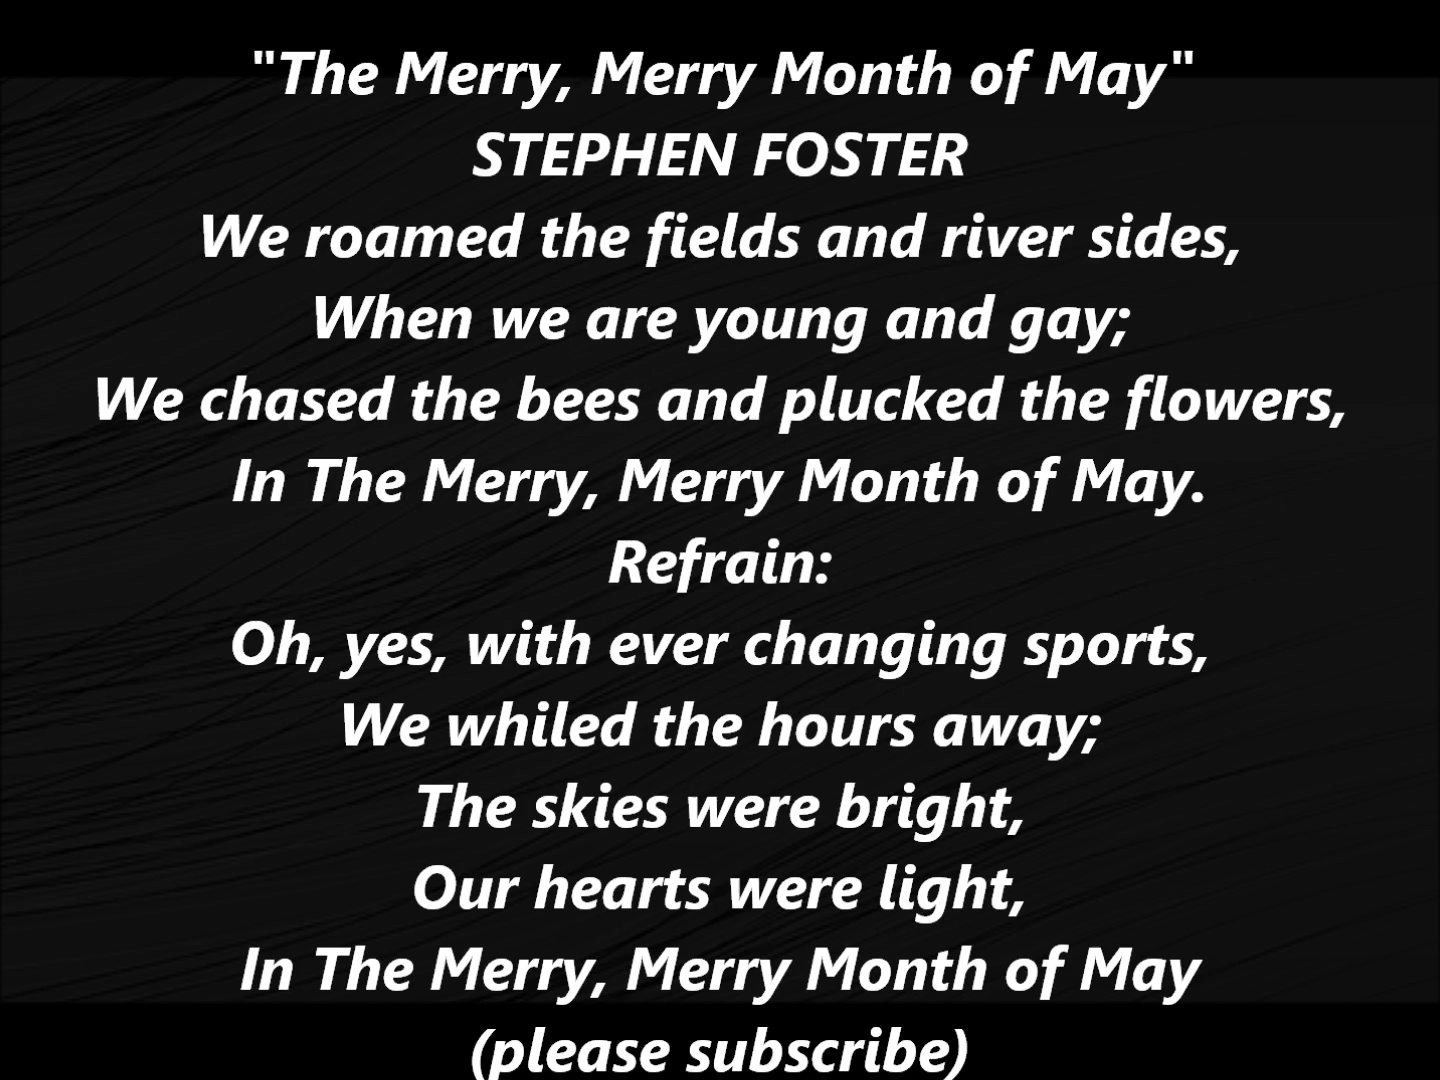 "The Merry, Merry Month of May"
STEPHEN FOSTER
We roamed the fields and river sides,
When we are young and gay;
We chased the bees and plucked the flowers,
In The Merry, Merry Month of May.
Refrain:
Oh, yes, with ever changing sports,
We whiled the hours away;
The skies were bright,
Our hearts were light,
In The Merry, Merry Month of May
(please subscribe)